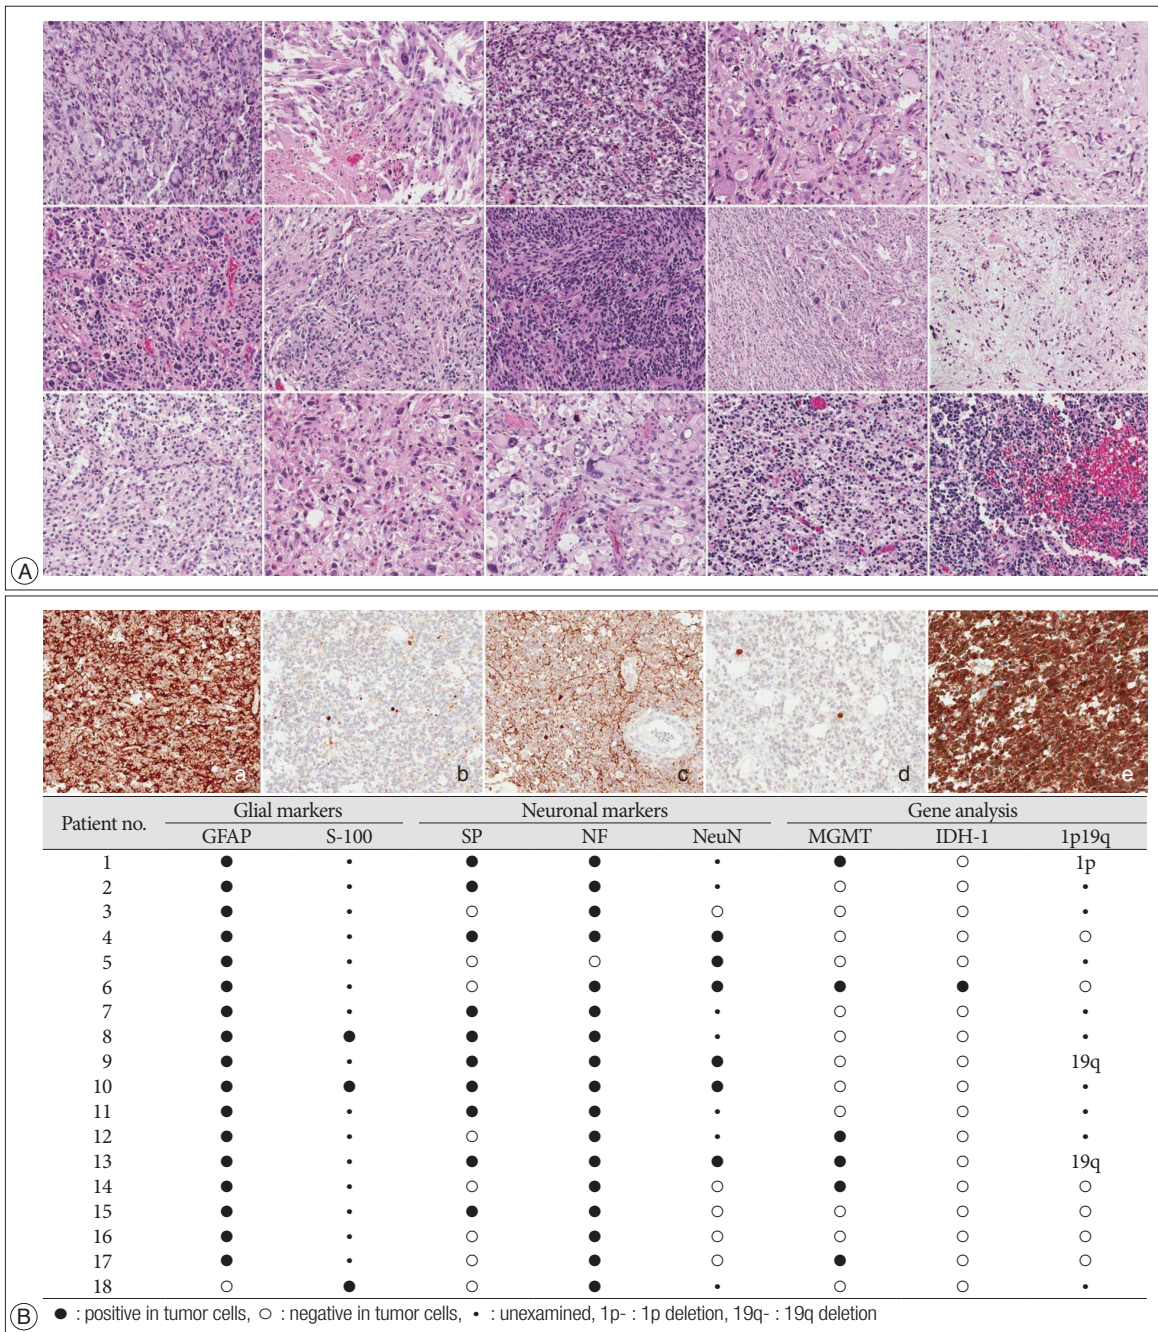 A
a b c d e
Patient no. Glial markers Neuronal markers Gene analysis
GFAP S-100 SP NF NeuN MGMT IDH-1 1p19q
1 ● • ● ● • ● ○ 1p
2 ● • ● ● • ○ ○ •
3 ● • ○ ● ○ ○ ○ •
4 ● • ● ● ● ○ ○ ○
5 ● • ○ ○ ● ○ ○ •
6 ● • ○ ● ● ● ● ○
7 ● • ● ● • ○ ○ •
8 ● ● ● ● • ○ ○ •
9 ● • ● ● ● ○ ○ 19q
10 ● ● ● ● ● ○ ○ •
11 ● • ● ● • ○ ○ •
12 ● • ○ ● • ● ○ •
13 ● • ● ● ● ● ○ 19q
14 ● • ○ ● ○ ● ○ ○
15 ● • ● ● • ○ ○ ○
16 ● • ○ ● • ○ ○ ○
17 ● • ○ ● ○ ● ○ ○
18 ○ ● ○ ● • ○ ○ •
B ● : positive in tumor cells, ○ : negative in tumor cells, • : unexamined, 1p- : 1p deletion, 19q- : 19q deletion